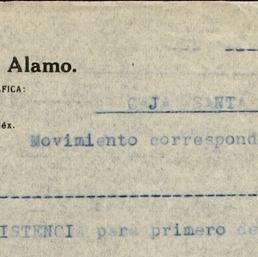 Alamo.
FICA:
CAJA SANTA
éx.
Movimiento correspond
ISTENCIA para primero de